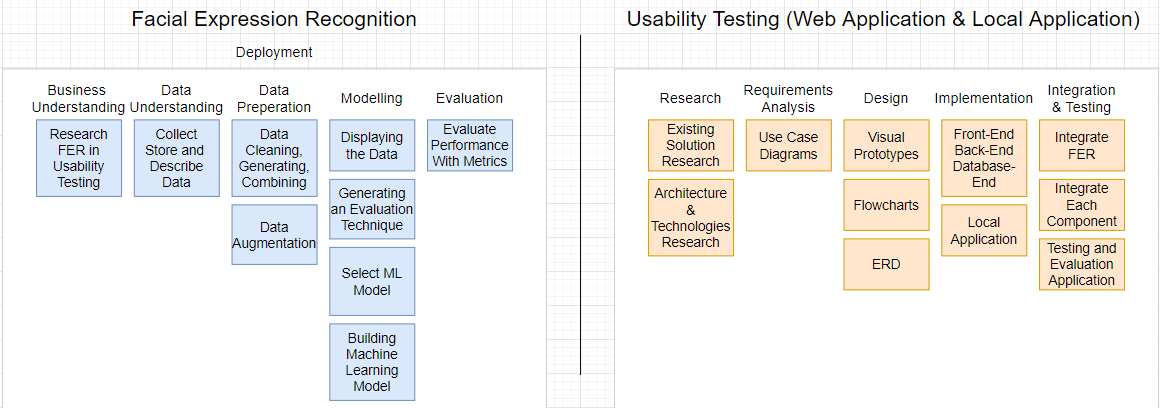 Facial Expression Recognition
Deployment
Business
Understanding
Research
FER in
Usability
Testing
Data
Understanding
Collect
Store and
Describe
Data
Data
Preperation
Data
Cleaning,
Generating,
Combining
Data
Augmentation
Modelling
Displaying
the Data
Generating
an Evaluation
Technique
Select ML
Model
Building
Machine
Learning
Model
Evaluation
Evaluate
Performance
With Metrics
Usability Testing (Web Application & Local Application)
Research
Existing
Solution
Research
Architecture
&
Technologies
Research
Requirements
Analysis
Use Case
Diagrams
Design
Visual
Prototypes
Flowcharts
ERD
Implementation
Front-End
Back-End
Database-
End
Local
Application
Integration
& Testing
Integrate
FER
Integrate
Each
Component
Testing and
Evaluation
Application